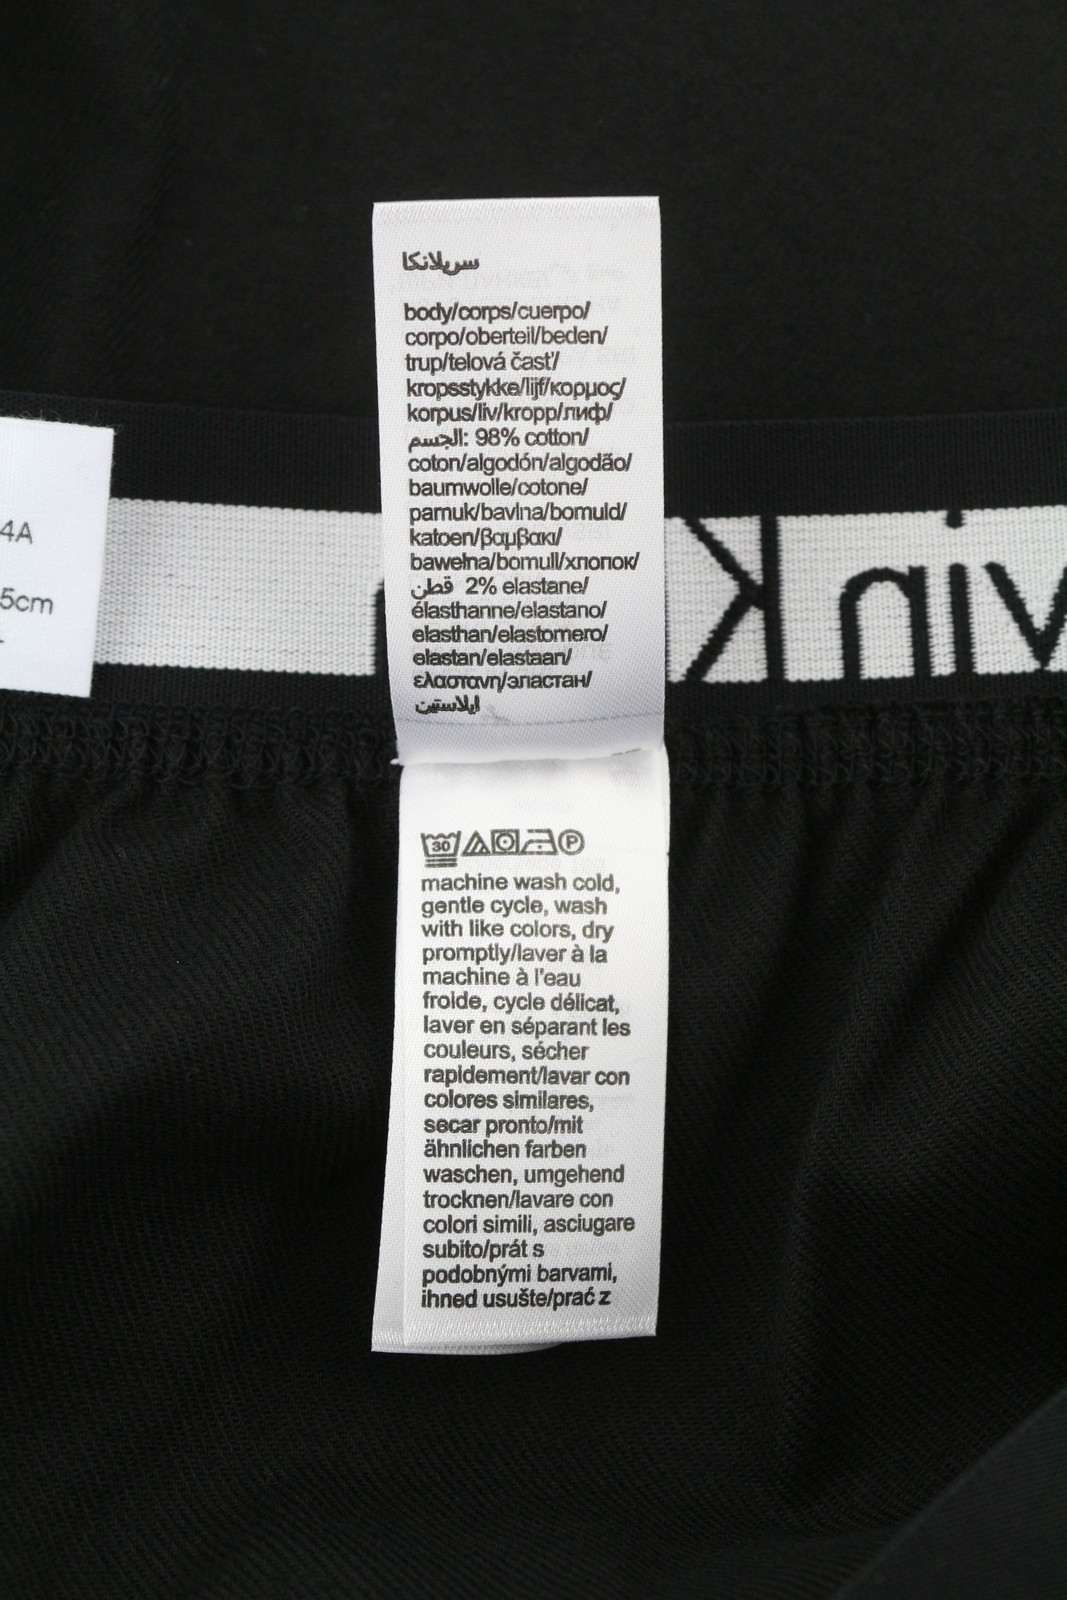 سريلانكا
body/corps/cuerpo/
corpo/oberteil/beden/
trup/telová časť/
kropsstykke/lijf/κορμος/
korpus/liv/kropp/лиф/
الجسم: 98% cotton/
coton/algodón/algodão/
baumwolle/cotone/
pamuk/bavlna/bomuld/
katoen/βαμβακι/
bawełna/bomull/хлопок/
قطن 2% elastane/
élasthanne/elastano/
elasthan/elastomero/
elastan/elastaan/
ελαστανη/эластан/
ايلاستين
4A
5cm
30 P
machine wash cold,
gentle cycle, wash
with like colors, dry
promptly/laver à la
machine à l'eau
froide, cycle délicat,
laver en séparant les
couleurs, sécher
rapidement/lavar con
colores similares,
secar pronto/mit
ähnlichen farben
waschen, umgehend
trocknen/lavare con
colori simili, asciugare
subito/prát s
podobnými barvami,
ihned usušte/prać z